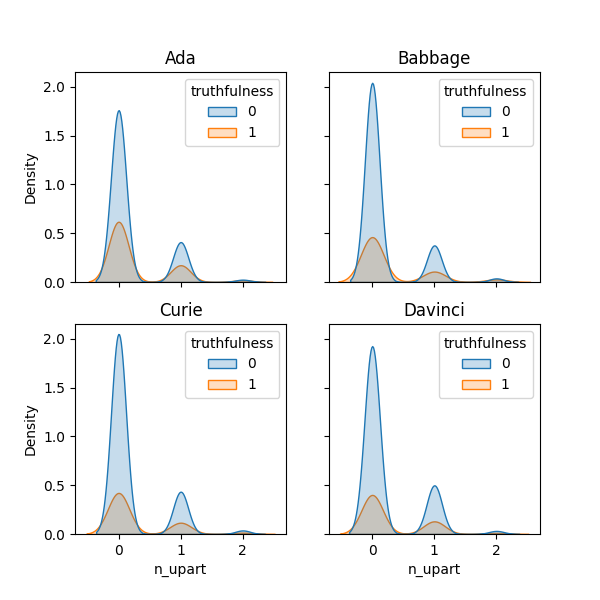 Ada
Babbage
2.0
1.5
1.0
0.5
0.0
Density
truthfulness
0
1
truthfulness
0
1
Curie
Davinci
2.0
1.5
1.0
0.5
0.0
Density
truthfulness
0
1
truthfulness
0
1
0 1 2
0 1 2
n_upart
n_upart